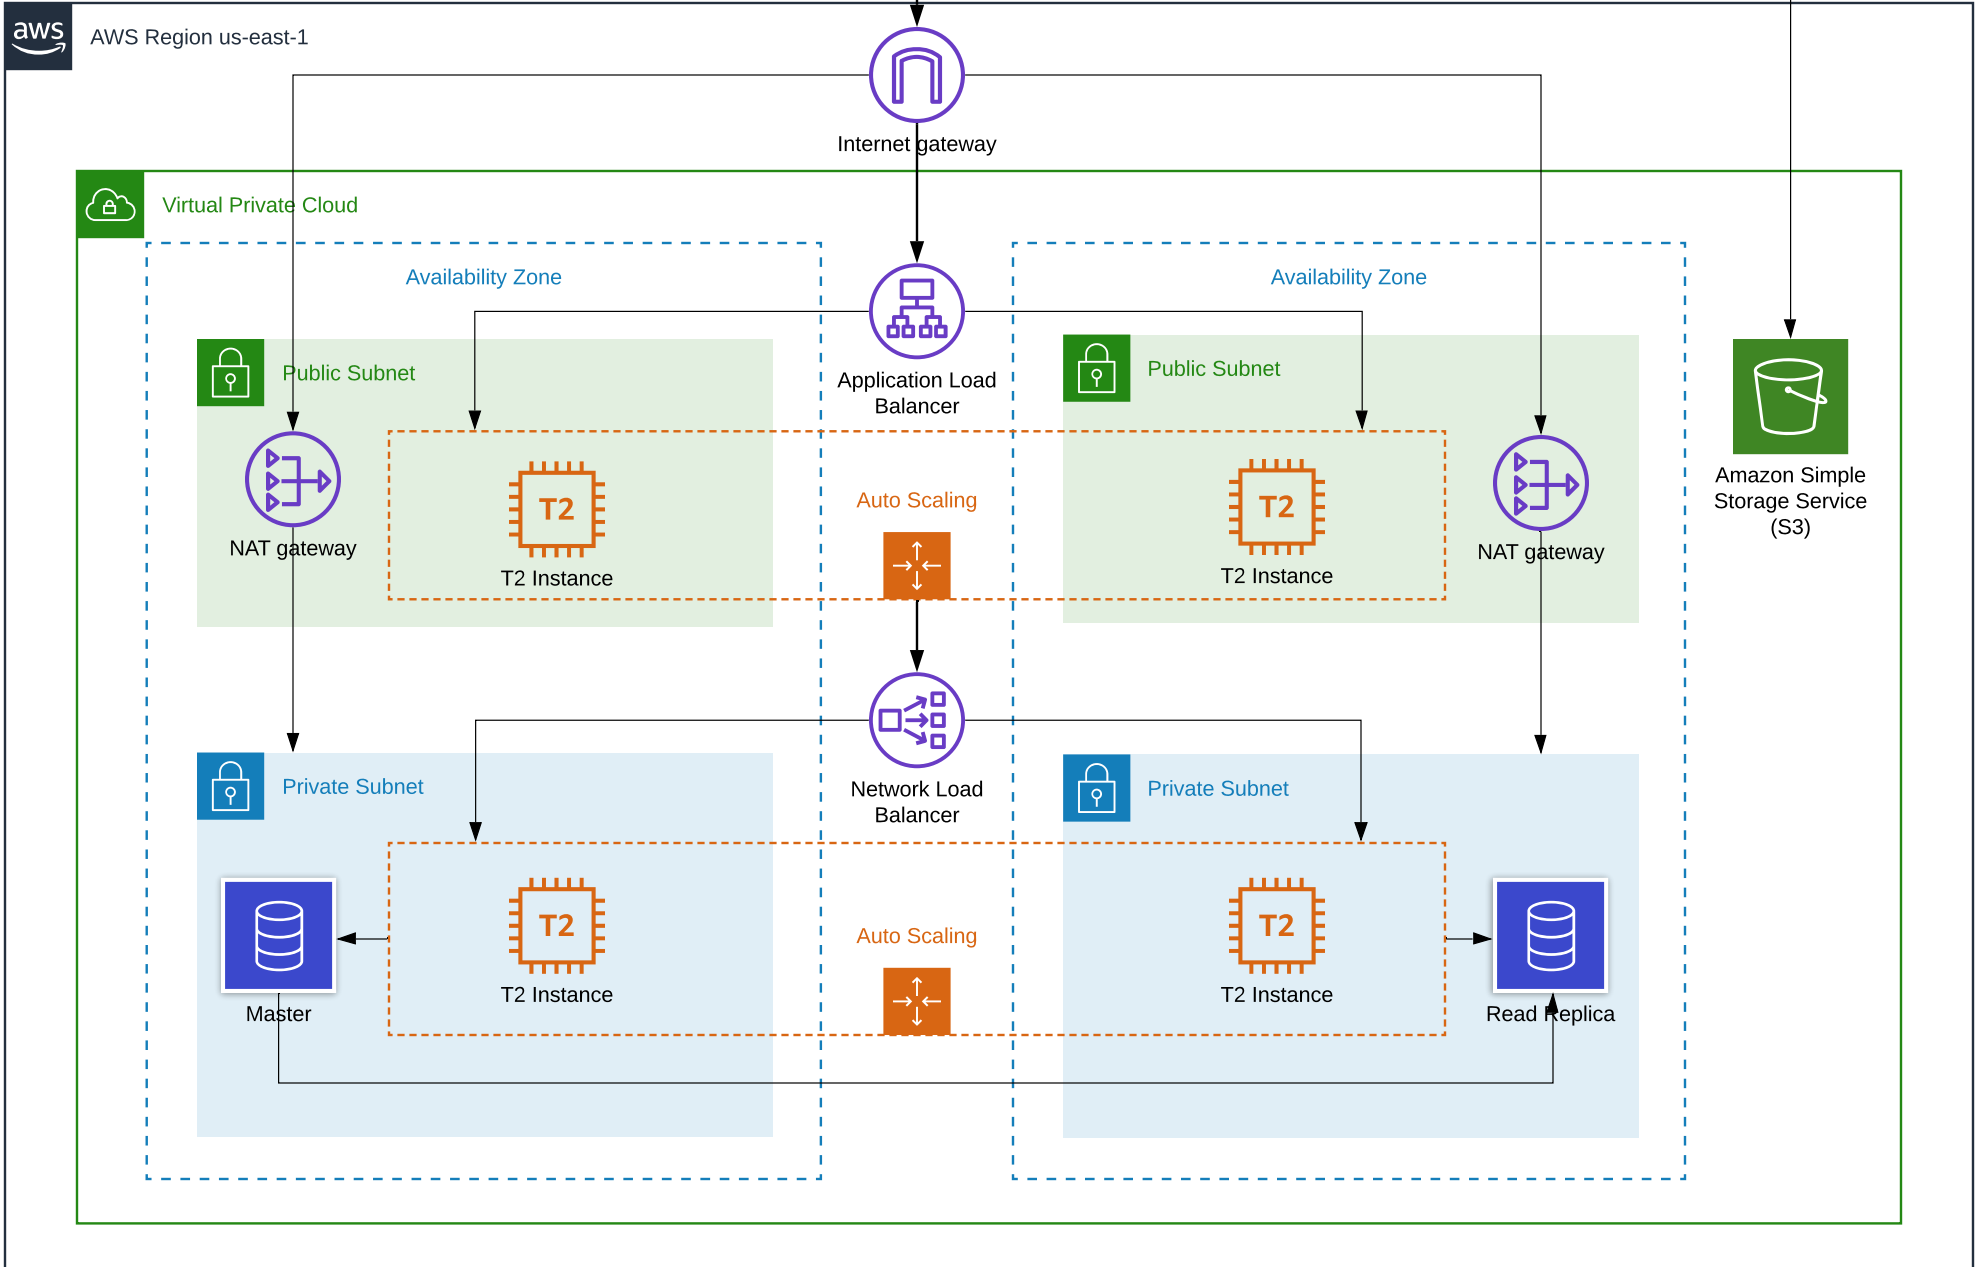 aws
AWS Region us-east-1
Internet gateway
Virtual Private Cloud
Availability Zone
Availability Zone
Public Subnet
Application Load
Balancer
Public Subnet
NAT gateway
T2
T2 Instance
Auto Scaling
T2
T2 Instance
NAT gateway
Amazon Simple
Storage Service
(S3)
Private Subnet
Network Load
Balancer
Private Subnet
Master
T2
T2 Instance
Auto Scaling
T2
T2 Instance
Read Replica